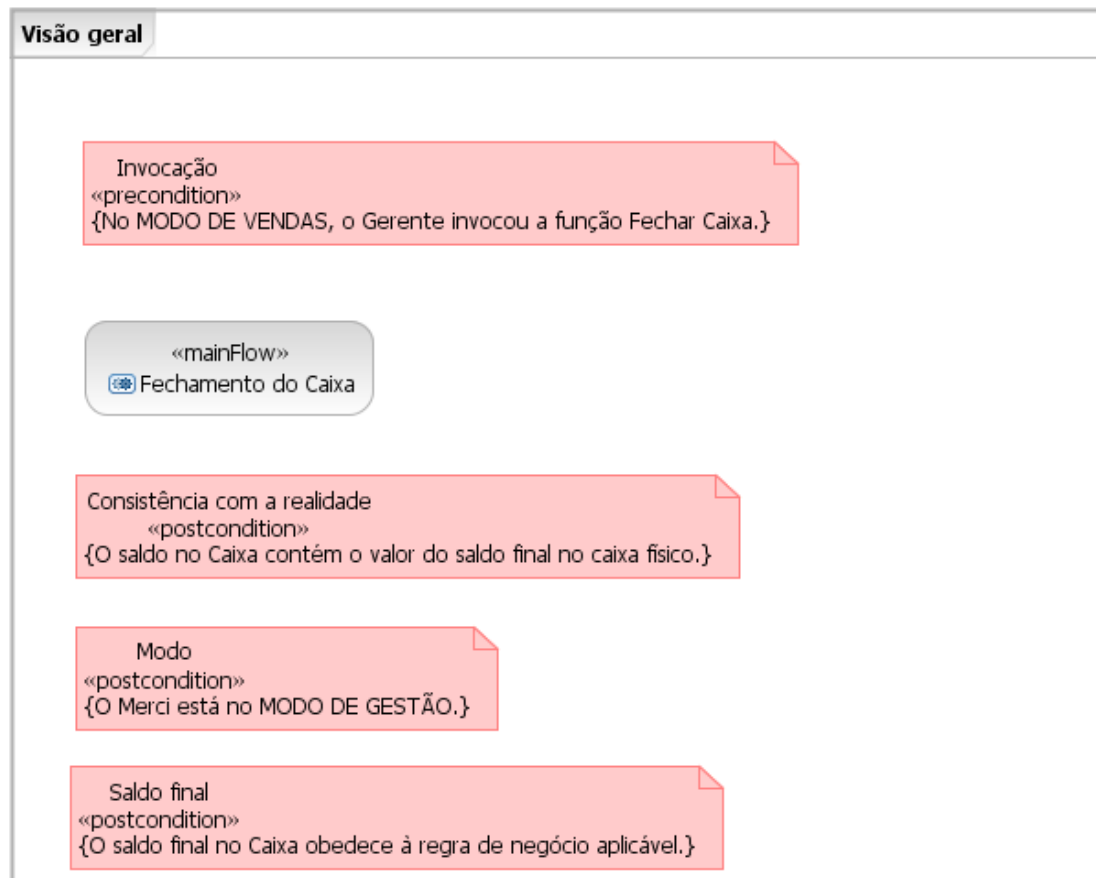 Visão geral
Invocação
«precondition»
{No MODO DE VENDAS, o Gerente invocou a função Fechar Caixa.}
«mainFlow»
Fechamento do Caixa
Consistência com a realidade
«postcondition»
{O saldo no Caixa contém o valor do saldo final no caixa físico.}
Modo
«postcondition»
{O Merci está no MODO DE GESTÃO.}
Saldo final
«postcondition»
{O saldo final no Caixa obedece à regra de negócio aplicável.}